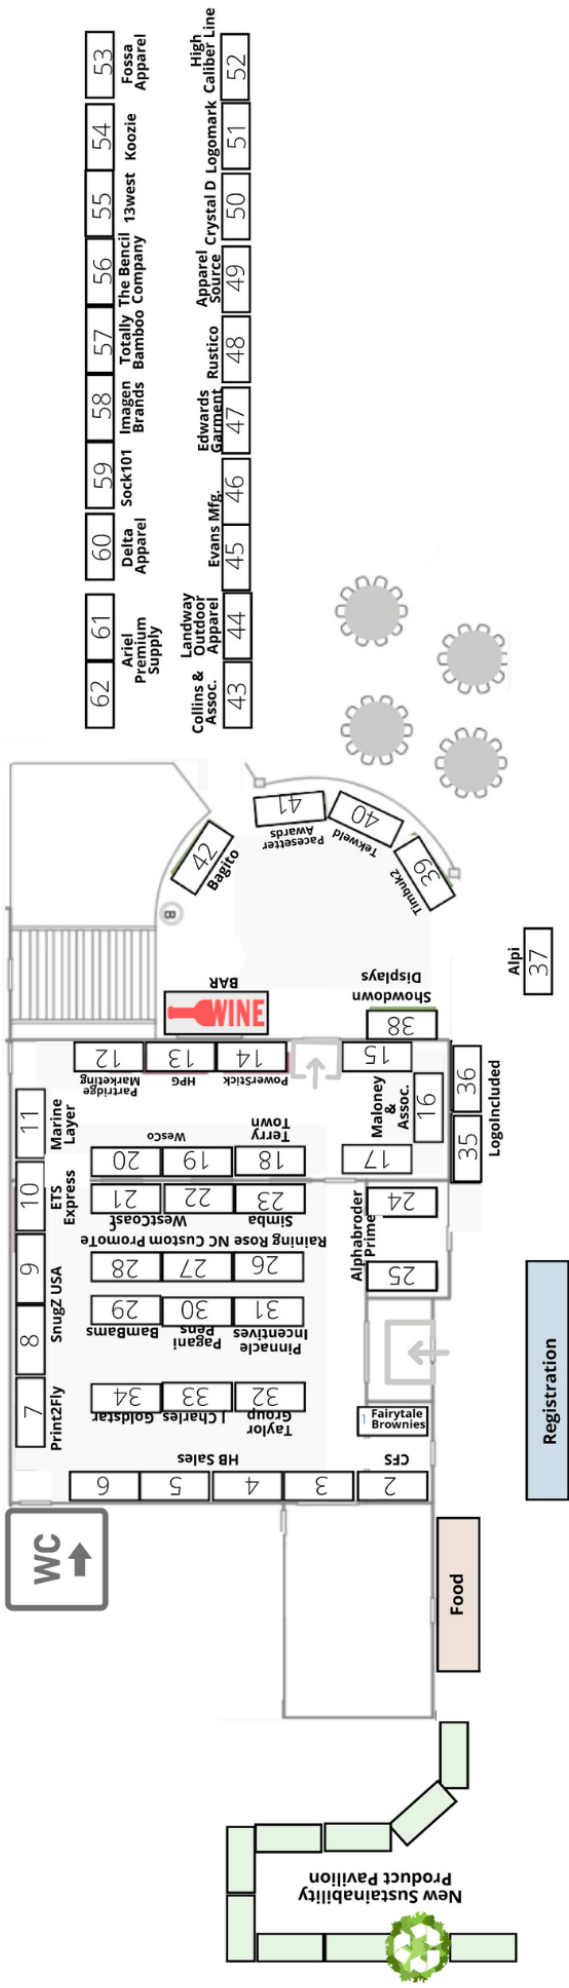 53
Fossa
Apparel
54
Koozie
55
13west
56
The Bencil
Company
57
Totally
Bamboo
58
Imagen
Brands
59
Sock101
60
Delta
Apparel
61
62
Ariel
Premium
Supply
High
Caliber Line
52
Logomark
51
Crystal D
50
Apparel
Source
49
Rustico
48
Edwards
Garment
47
46
Evans Mfg.
45
Landway
Outdoor
Apparel
44
Collins &
Assoc.
43
42
Bagito
41
Pacesetter
Awards
40
Tekweld
39
Timbuk2
B
BAR
WINE
Showdown
Displays
38
Alpi
37
12
Partridge
Marketing
13
HPG
14
PowerStick
15
Maloney
&
Assoc.
16
17
36
35
LogoIncluded
11
Marine
Layer
20
19
WesCo
18
Terry
Town
10
ETS
Express
21
22
WestCoast
23
Simba
24
Alphabroder
Prime
25
Raining Rose NC Custom PromoTe
28
27
26
9
8
SnugZ USA
29
BamBams
30
Pagani
Pens
31
Pinnacle
Incentives
7
Print2Fly
34
Goldstar
33
J Charles
32
Taylor
Group
1
Fairytale
Brownies
HB Sales
CFS
6
5
4
3
2
Registration
WC
Food
New Sustainability
Product Pavilion